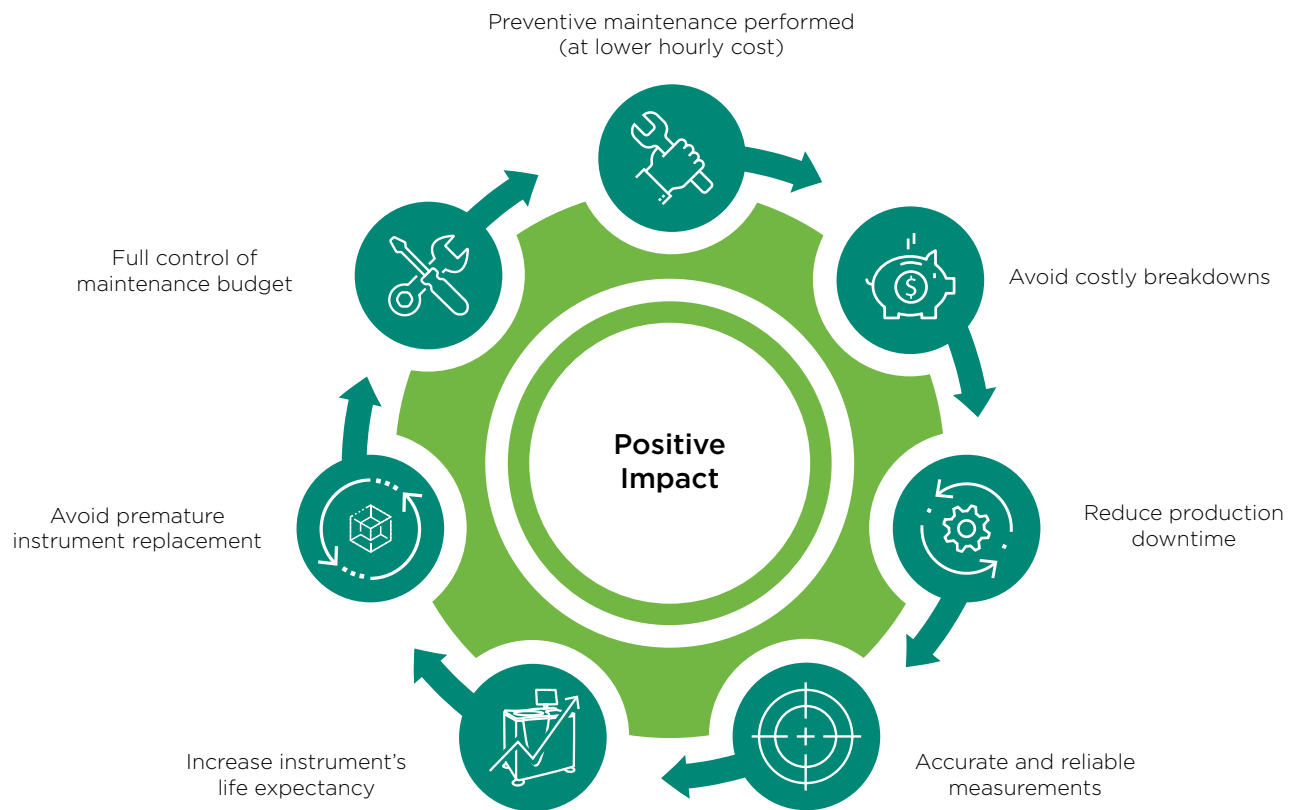 Preventive maintenance performed
(at lower hourly cost)
Avoid costly breakdowns
Reduce production
downtime
Accurate and reliable
measurements
Increase instrument’s
life expectancy
Avoid premature
instrument replacement
Full control of
maintenance budget
Positive
Impact
$